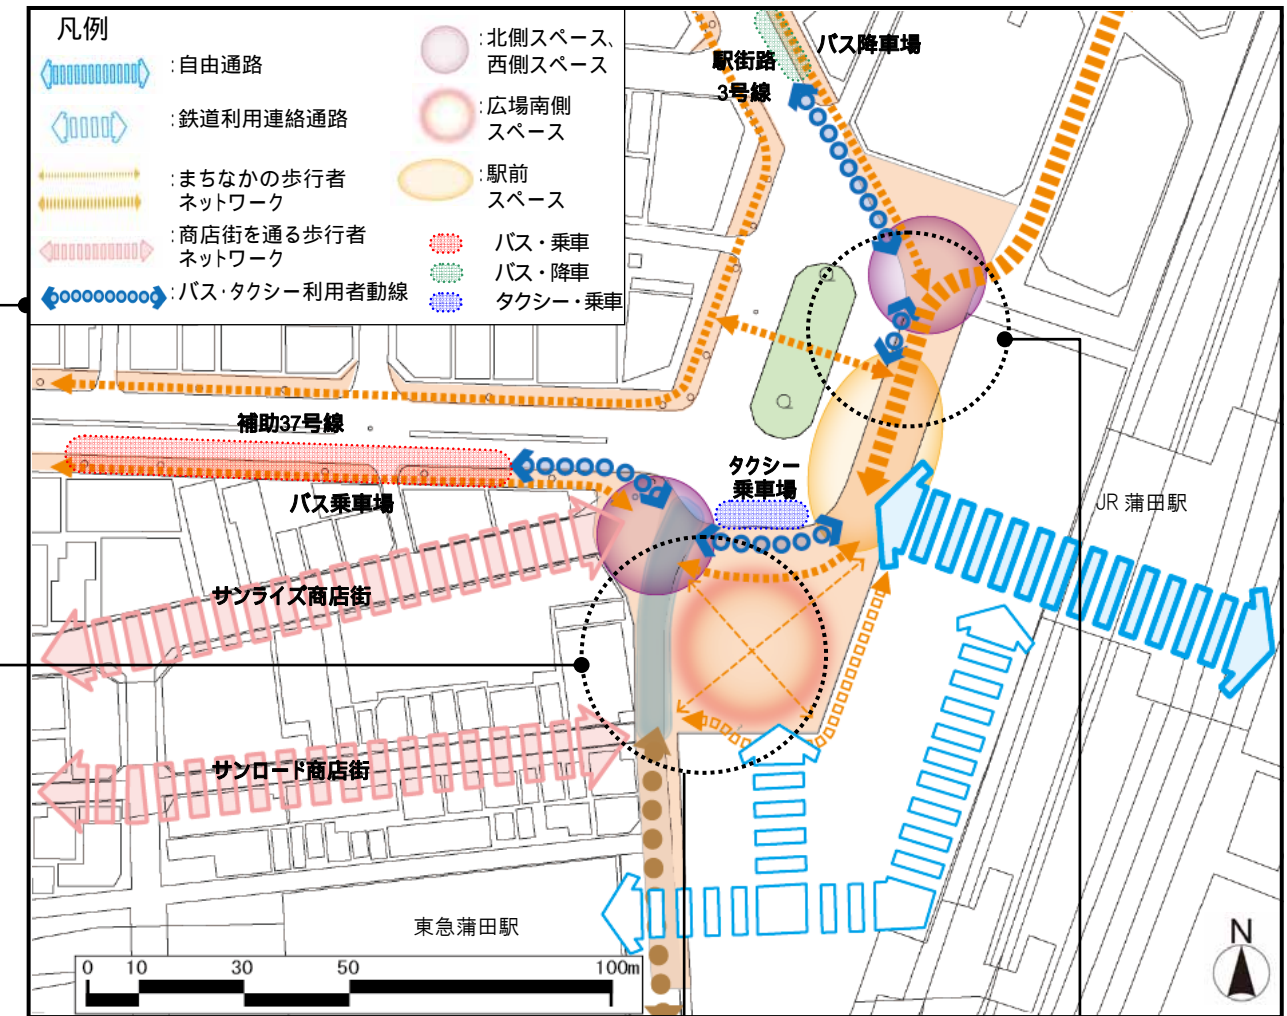 凡例
:自由通路
:鉄道利用連絡通路
:まちなかの歩行者
ネットワーク
:商店街を通る歩行者
ネットワーク
:バス・タクシー利用者動線
:北側スペース、
西側スペース
:広場南側
スペース
:駅前
スペース
バス・乗車
バス・降車
タクシー・乗車
駅街路
3号線
バス降車場
補助37号線
バス乗車場
タクシー
乗車場
JR 蒲田駅
サンライズ商店街
サンロード商店街
東急蒲田駅
0 10 30 50 100m
N